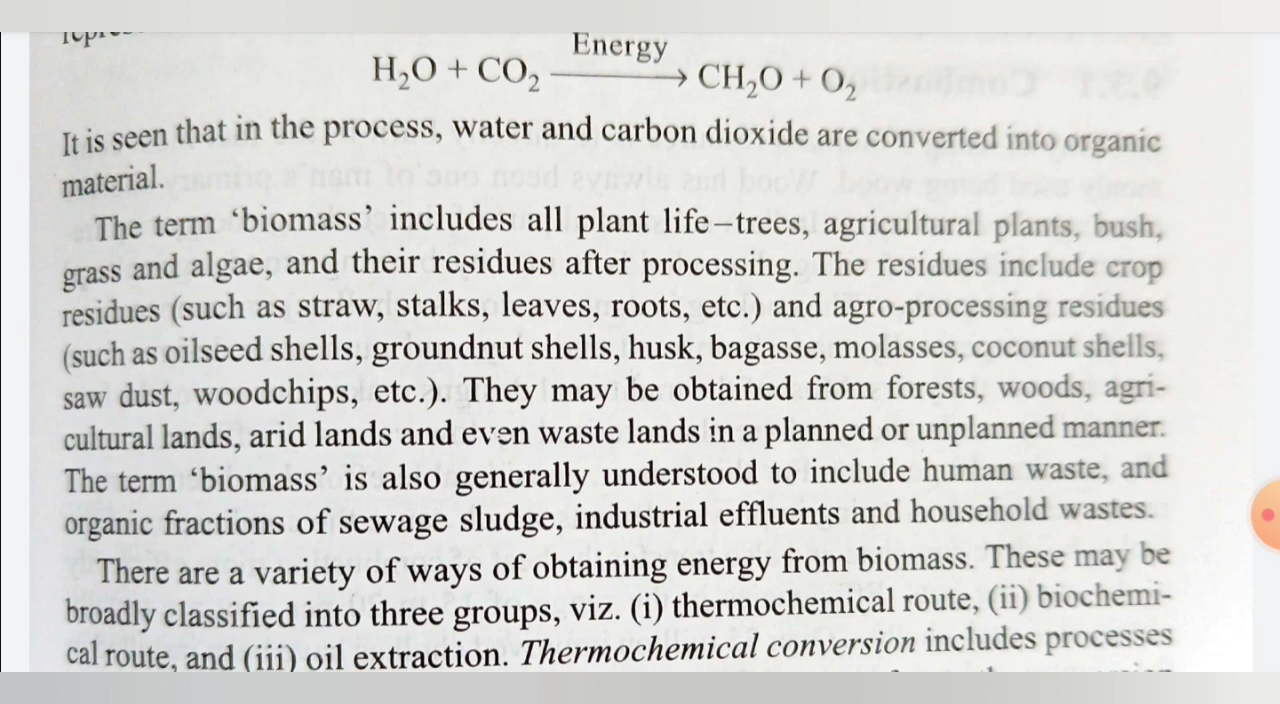 Energy
H₂O + CO₂ ⟶ CH₂O + O₂
It is seen that in the process, water and carbon dioxide are converted into organic
material.
The term ‘biomass’ includes all plant life–trees, agricultural plants, bush,
grass and algae, and their residues after processing. The residues include crop
residues (such as straw, stalks, leaves, roots, etc.) and agro-processing residues
(such as oilseed shells, groundnut shells, husk, bagasse, molasses, coconut shells,
saw dust, woodchips, etc.). They may be obtained from forests, woods, agri-
cultural lands, arid lands and even waste lands in a planned or unplanned manner.
The term ‘biomass’ is also generally understood to include human waste, and
organic fractions of sewage sludge, industrial effluents and household wastes.
There are a variety of ways of obtaining energy from biomass. These may be
broadly classified into three groups, viz. (i) thermochemical route, (ii) biochemi-
cal route, and (iii) oil extraction. Thermochemical conversion includes processes